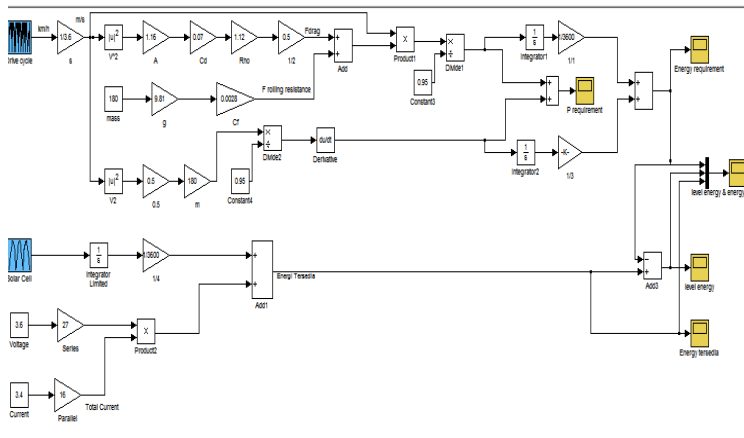 km/h
m/s
Drive cycle
1/3.6
s
|u|²
V^2
1.16
A
0.07
Cd
1.12
Rho
0.5
1/2
Fdrag
+
+
Add
X
Product1
×
÷
Divide1
0.95
Constant3
1
s
Integrator1
1/3600
1/1
+
+
Energy requirement
180
mass
9.81
g
0.0028
Cf
F rolling resistance
+
+
P requirement
×
÷
Divide2
0.95
Constant4
du/dt
Derivative
1
s
Integrator2
-K-
1/3
|u|²
V2
0.5
0.5
180
m
level energy & energy
Solar Cell
1
s
Integrator
Limited
1/3600
1/4
+
+
Add1
Energi Tersedia
−
+
Add3
level energy
3.6
Voltage
27
Series
X
Product2
Energy tersedia
3.4
Current
16
Parallel
Total Current